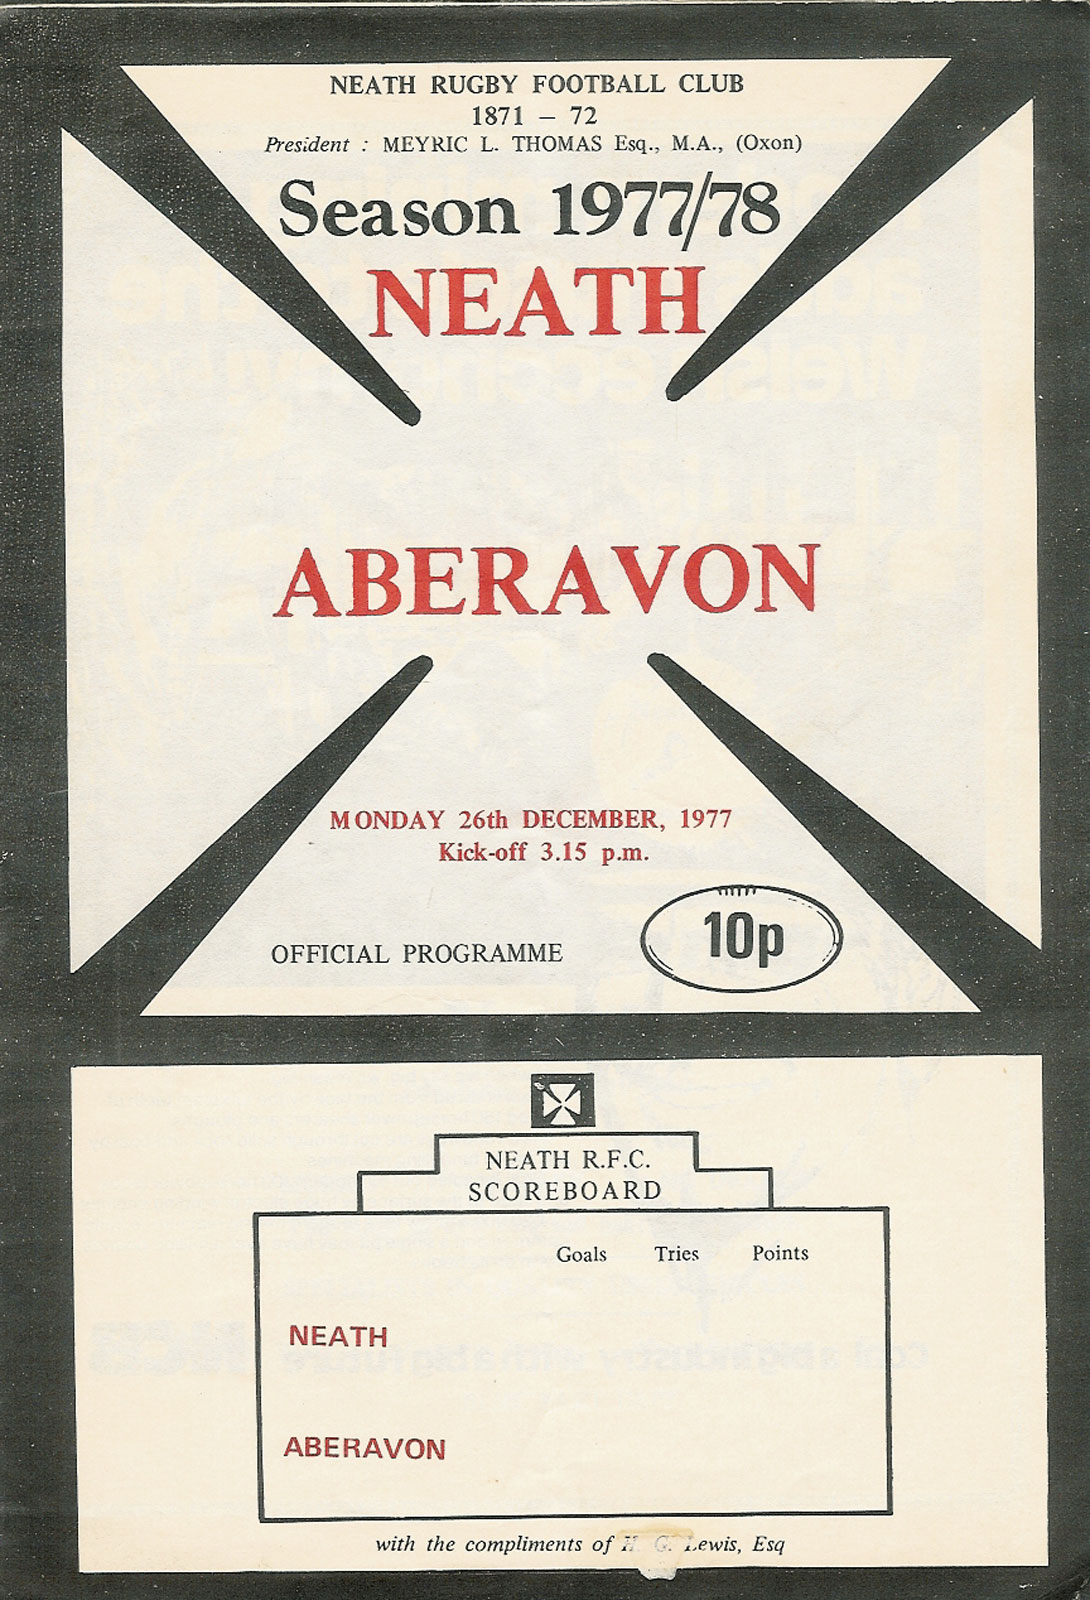 NEATH RUGBY FOOTBALL CLUB
1871 – 72
President : MEYRIC L. THOMAS Esq., M.A., (Oxon)
Season 1977/78
NEATH
ABERAVON
MONDAY 26th DECEMBER, 1977
Kick-off 3.15 p.m.
OFFICIAL PROGRAMME
10p
NEATH R.F.C.
SCOREBOARD
Goals Tries Points
NEATH
ABERAVON
with the compliments of H. G. Lewis, Esq